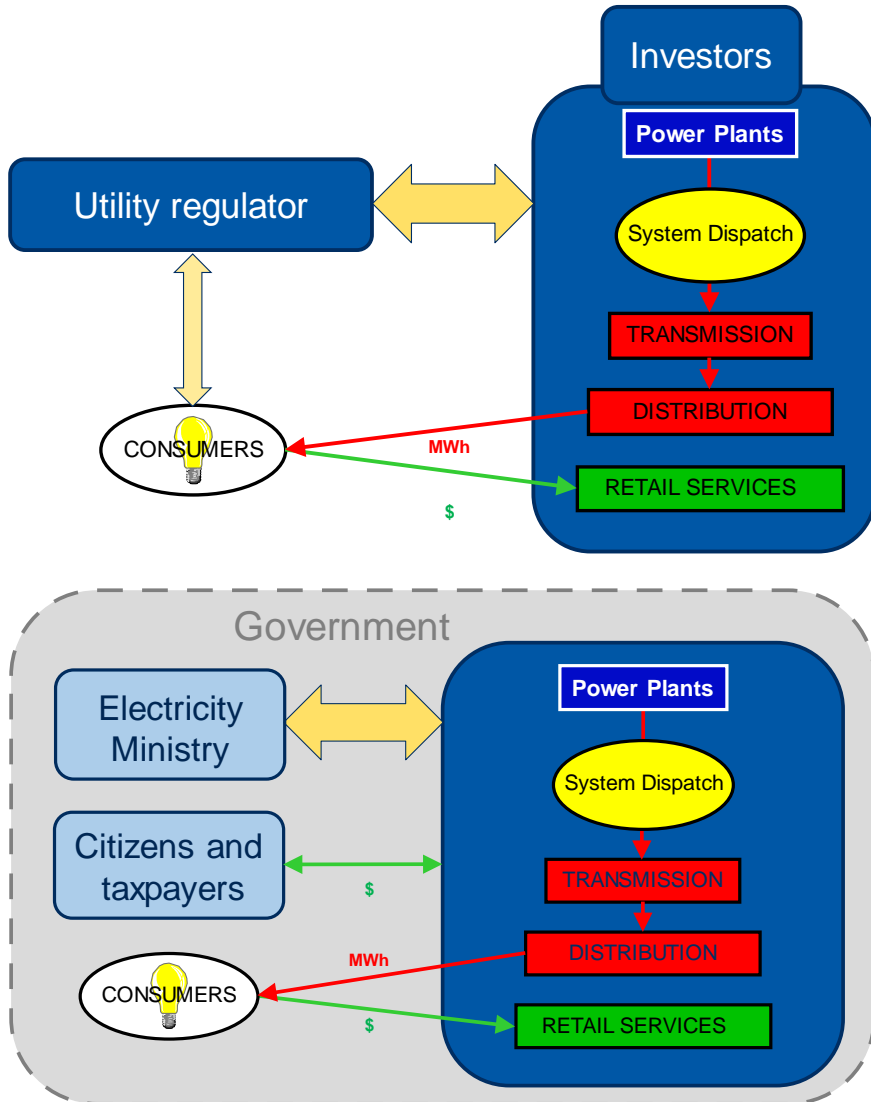 Investors
Power Plants
Utility regulator
System Dispatch
TRANSMISSION
DISTRIBUTION
CONSUMERS
MWh
RETAIL SERVICES
$
Government
Power Plants
Electricity
Ministry
System Dispatch
Citizens and
taxpayers
TRANSMISSION
$
DISTRIBUTION
MWh
CONSUMERS
$
RETAIL SERVICES